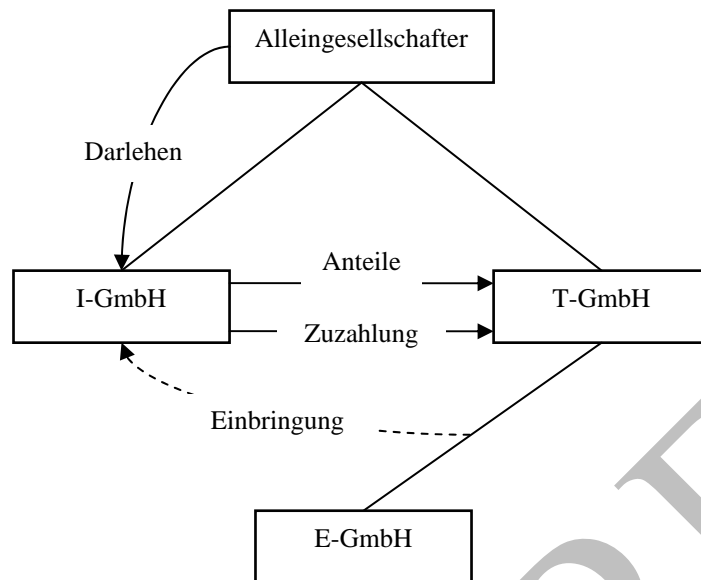 Alleingesellschafter
Darlehen
I-GmbH
Anteile
T-GmbH
Zuzahlung
Einbringung
E-GmbH